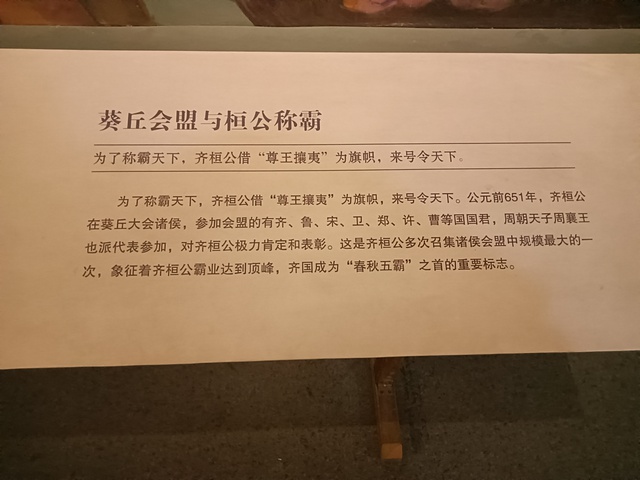 葵丘会盟与桓公称霸
为了称霸天下，齐桓公借“尊王攘夷”为旗帜，来号令天下。
为了称霸天下，齐桓公借“尊王攘夷”为旗帜，来号令天下。公元前651年，齐桓公
在葵丘大会诸侯，参加会盟的有齐、鲁、宋、卫、郑、许、曹等国国君，周朝天子周襄王
也派代表参加，对齐桓公极力肯定和表彰。这是齐桓公多次召集诸侯会盟中规模最大的一
次，象征着齐桓公霸业达到顶峰，齐国成为“春秋五霸”之首的重要标志。